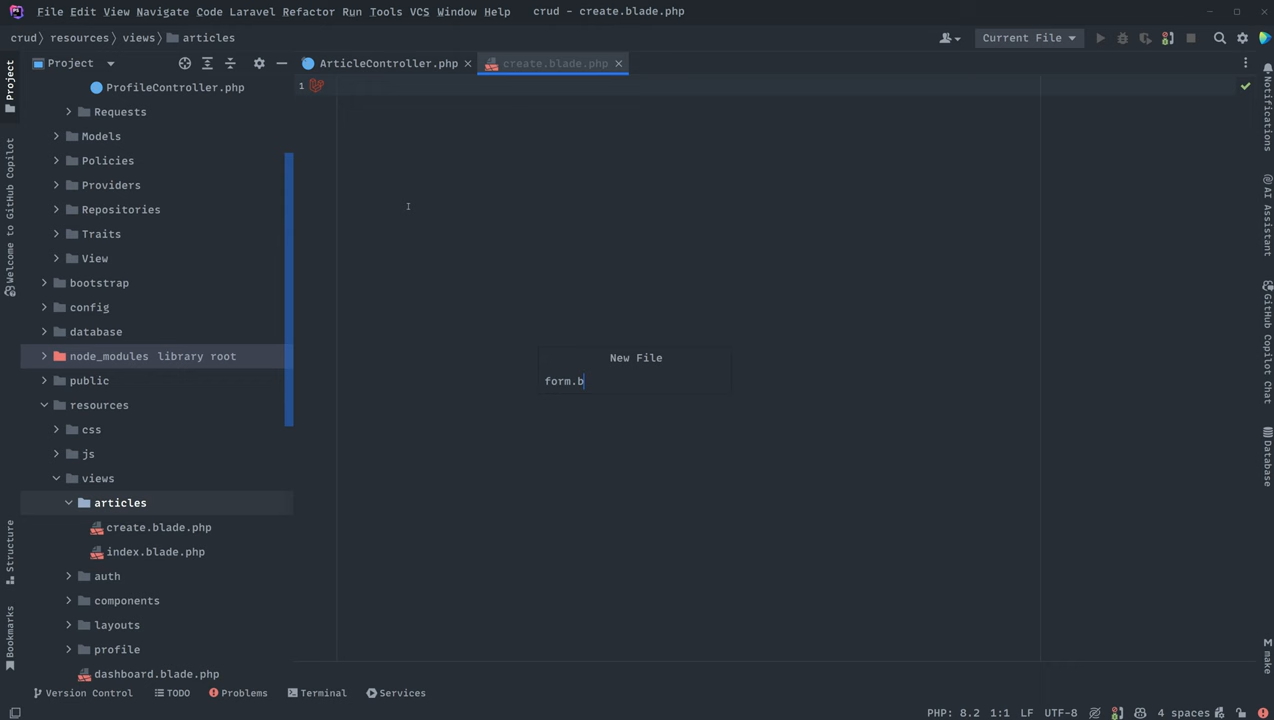 File Edit View Navigate Code Laravel Refactor Run Tools VCS Window Help crud – create.blade.php
crud resources views articles
Current File
Project
ArticleController.php
create.blade.php
1
ProfileController.php
Requests
Models
Policies
Providers
Repositories
Traits
View
bootstrap
config
database
node_modules library root
public
resources
css
js
views
articles
create.blade.php
index.blade.php
auth
components
layouts
profile
dashboard.blade.php
New File
form.b
Project
Welcome to GitHub Copilot
Structure
Bookmarks
Notifications
AI Assistant
GitHub Copilot Chat
Database
make
Version Control TODO Problems Terminal Services
PHP: 8.2 1:1 LF UTF-8 4 spaces